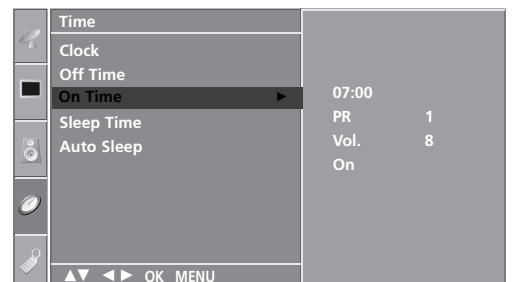 Time
Clock
Off Time
On Time ►
Sleep Time
Auto Sleep
07:00
PR 1
Vol. 8
On
▲▼ ◄► OK MENU